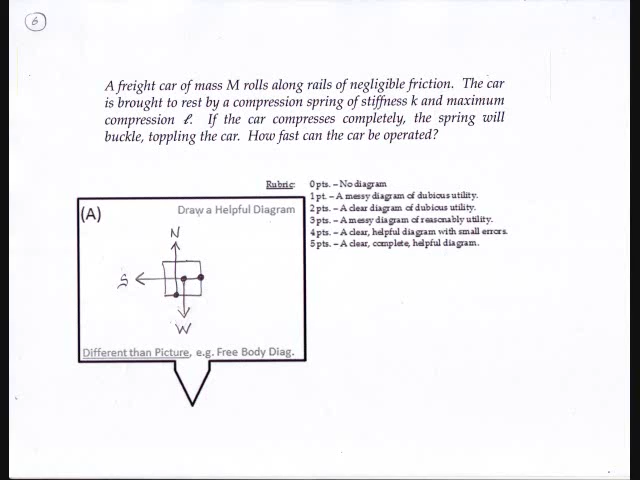 6
A freight car of mass M rolls along rails of negligible friction. The car
is brought to rest by a compression spring of stiffness k and maximum
compression ℓ. If the car compresses completely, the spring will
buckle, toppling the car. How fast can the car be operated?
Rubric: 0 pts. – No diagram
1 pt. – A messy diagram of dubious utility.
2 pts. – A clear diagram of dubious utility.
3 pts. – A messy diagram of reasonably utility.
4 pts. – A clear, helpful diagram with small errors.
5 pts. – A clear, complete, helpful diagram.
(A) Draw a Helpful Diagram
N
S
W
Different than Picture, e.g. Free Body Diag.